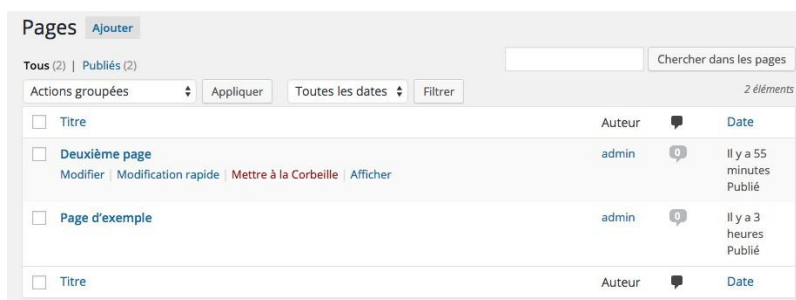 Pages Ajouter
Tous (2) | Publiés (2)
Chercher dans les pages
Actions groupées Appliquer Toutes les dates Filtrer 2 éléments
Titre Auteur Date
Deuxième page admin 0 Il y a 55
Modifier | Modification rapide | Mettre à la Corbeille | Afficher minutes
Publié
Page d'exemple admin 0 Il y a 3
heures
Publié
Titre Auteur Date